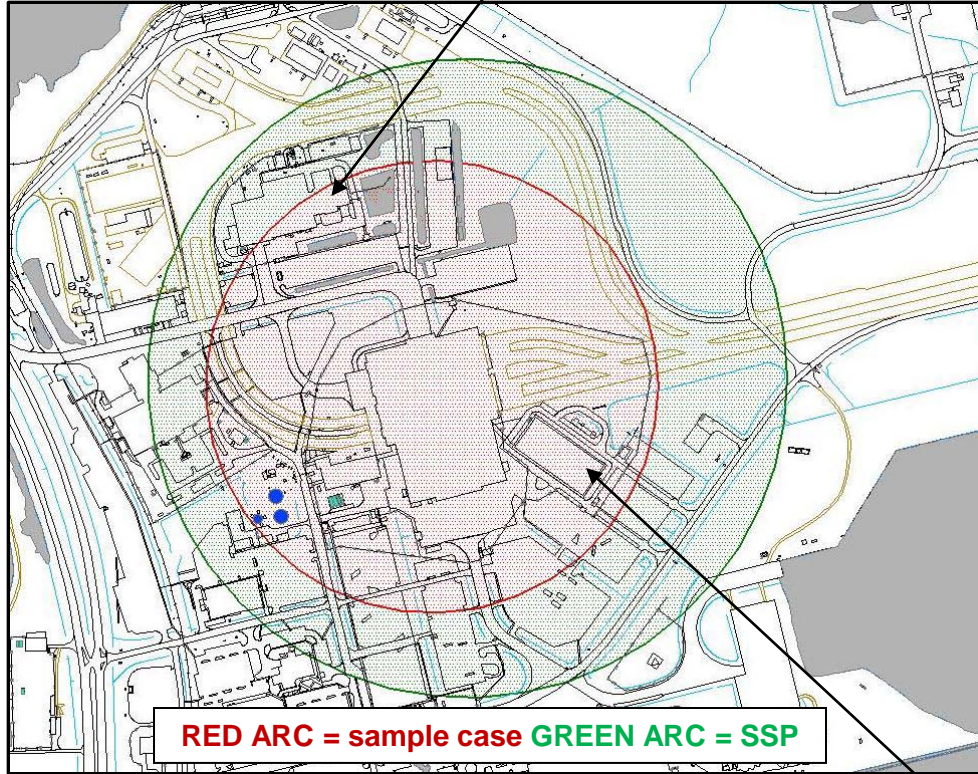 RED ARC = sample case GREEN ARC = SSP